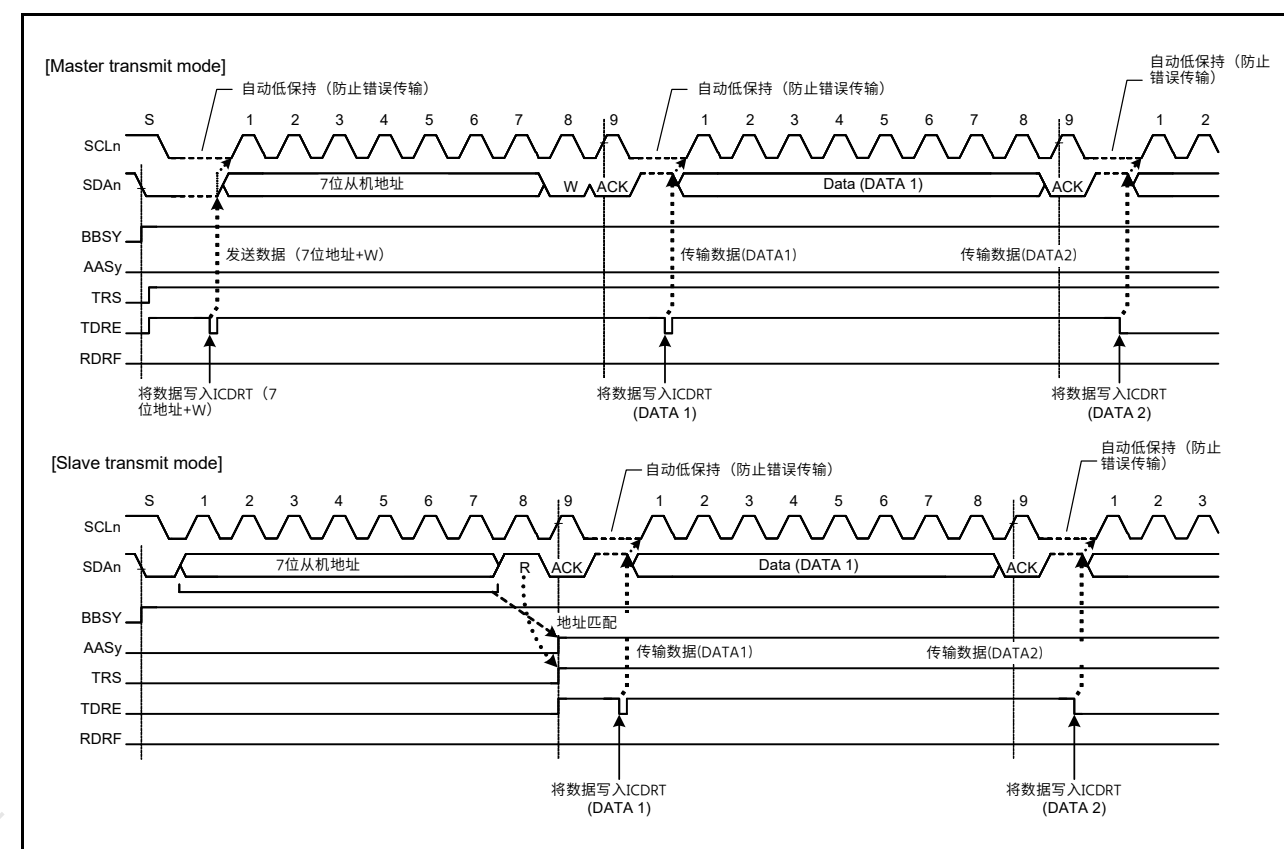 [Master transmit mode]
自动低保持（防止错误传输）
自动低保持（防止错误传输）
自动低保持（防止
错误传输）
S 1 2 3 4 5 6 7 8 9 1 2 3 4 5 6 7 8 9 1 2
SCLn
SDAn 7位从机地址 W ACK Data (DATA 1) ACK
BBSY
发送数据（7位地址+W） 传输数据(DATA1) 传输数据(DATA2)
AASy
TRS
TDRE
RDRF
将数据写入ICDRT（7
位地址+W）
将数据写入ICDRT
(DATA 1)
将数据写入ICDRT
(DATA 2)
[Slave transmit mode]
自动低保持（防止错误传输）
自动低保持（防止
错误传输）
S 1 2 3 4 5 6 7 8 9 1 2 3 4 5 6 7 8 9 1 2 3
SCLn
SDAn 7位从机地址 R ACK Data (DATA 1) ACK
BBSY
地址匹配
AASy
传输数据(DATA1) 传输数据(DATA2)
TRS
TDRE
RDRF
将数据写入ICDRT
(DATA 1)
将数据写入ICDRT
(DATA 2)